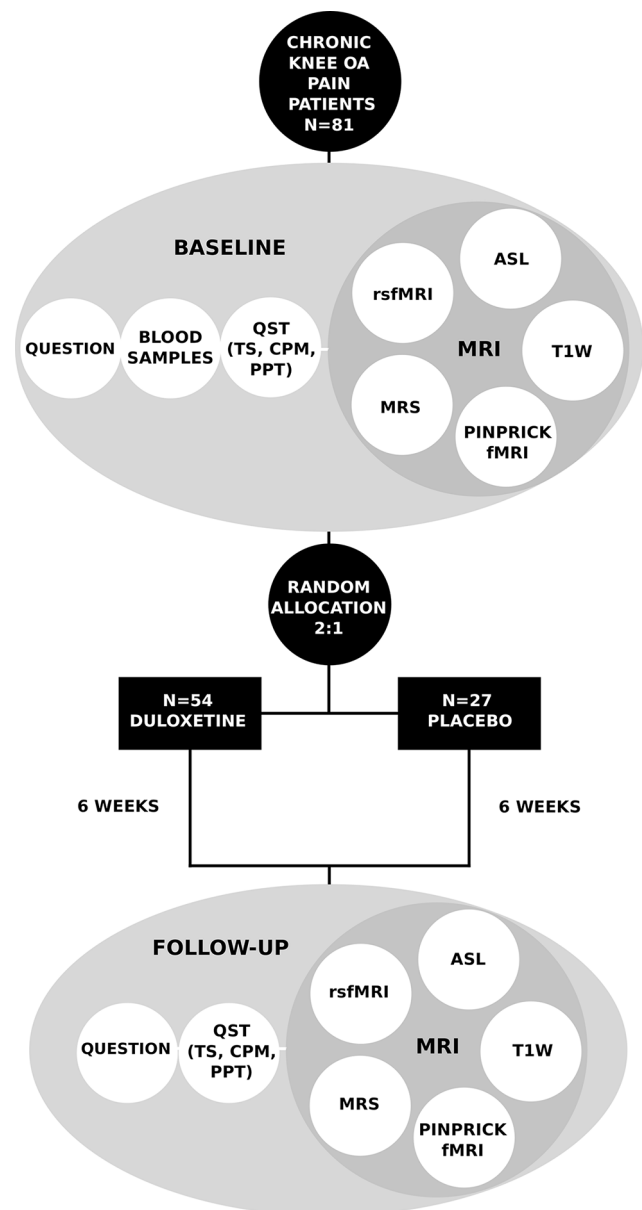 CHRONIC
KNEE OA
PAIN
PATIENTS
N=81
BASELINE
QUESTION
BLOOD
SAMPLES
QST
(TS, CPM,
PPT)
rsfMRI
ASL
MRI
T1W
MRS
PINPRICK
fMRI
RANDOM
ALLOCATION
2:1
N=54
DULOXETINE
N=27
PLACEBO
6 WEEKS
6 WEEKS
FOLLOW-UP
QUESTION
QST
(TS, CPM,
PPT)
rsfMRI
ASL
MRI
T1W
MRS
PINPRICK
fMRI